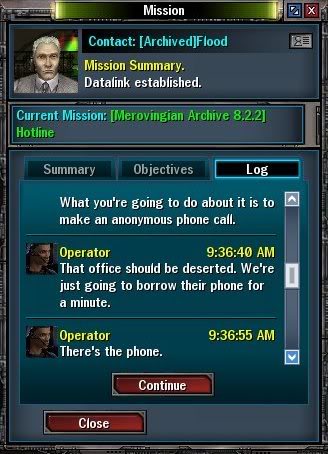 Mission
Contact: [Archived]Flood
Mission Summary.
Datalink established.
Current Mission: [Merovingian Archive 8.2.2]
Hotline
Summary
Objectives
Log
What you're going to do about it is to
make an anonymous phone call.
Operator 9:36:40 AM
That office should be deserted. We're
just going to borrow their phone for
a minute.
Operator 9:36:55 AM
There's the phone.
Continue
Close